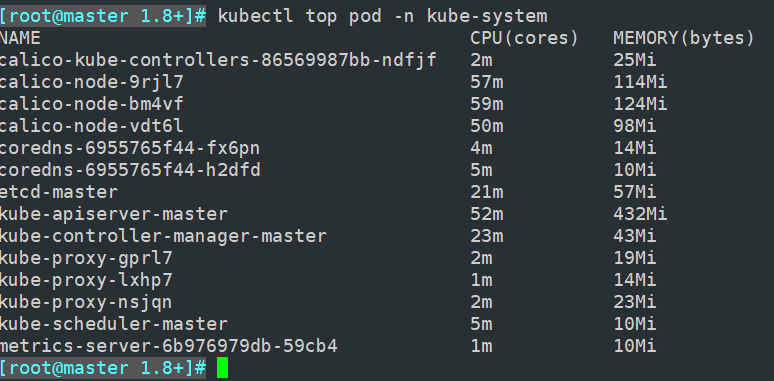 [root@master 1.8+]# kubectl top pod -n kube-system
NAME CPU(cores) MEMORY(bytes)
calico-kube-controllers-86569987bb-ndfjf 2m 25Mi
calico-node-9rjl7 57m 114Mi
calico-node-bm4vf 59m 124Mi
calico-node-vdt6l 50m 98Mi
coredns-6955765f44-fx6pn 4m 14Mi
coredns-6955765f44-h2dfd 5m 10Mi
etcd-master 21m 57Mi
kube-apiserver-master 52m 432Mi
kube-controller-manager-master 23m 43Mi
kube-proxy-gprl7 2m 19Mi
kube-proxy-lxhp7 1m 14Mi
kube-proxy-nsjqn 2m 23Mi
kube-scheduler-master 5m 10Mi
metrics-server-6b976979db-59cb4 1m 10Mi
[root@master 1.8+]#